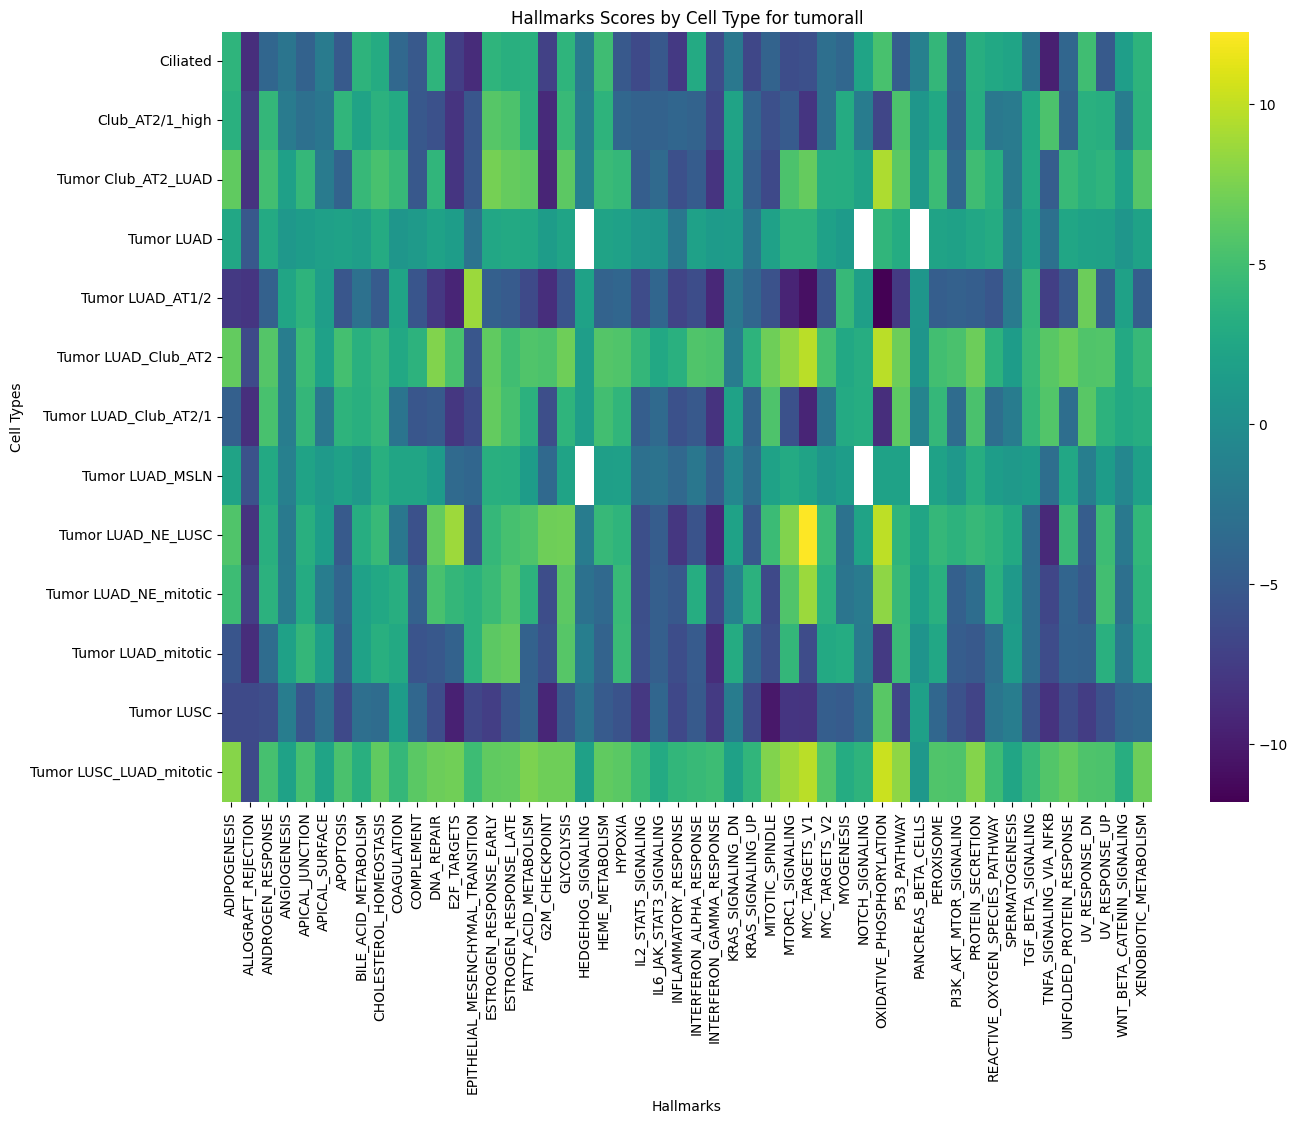 Hallmarks Scores by Cell Type for tumorall
Cell Types
Ciliated
Club_AT2/1_high
Tumor Club_AT2_LUAD
Tumor LUAD
Tumor LUAD_AT1/2
Tumor LUAD_Club_AT2
Tumor LUAD_Club_AT2/1
Tumor LUAD_MSLN
Tumor LUAD_NE_LUSC
Tumor LUAD_NE_mitotic
Tumor LUAD_mitotic
Tumor LUSC
Tumor LUSC_LUAD_mitotic
10
5
0
−5
−10
ADIPOGENESIS
ALLOGRAFT_REJECTION
ANDROGEN_RESPONSE
ANGIOGENESIS
APICAL_JUNCTION
APICAL_SURFACE
APOPTOSIS
BILE_ACID_METABOLISM
CHOLESTEROL_HOMEOSTASIS
COAGULATION
COMPLEMENT
DNA_REPAIR
E2F_TARGETS
EPITHELIAL_MESENCHYMAL_TRANSITION
ESTROGEN_RESPONSE_EARLY
ESTROGEN_RESPONSE_LATE
FATTY_ACID_METABOLISM
G2M_CHECKPOINT
GLYCOLYSIS
HEDGEHOG_SIGNALING
HEME_METABOLISM
HYPOXIA
IL2_STAT5_SIGNALING
IL6_JAK_STAT3_SIGNALING
INFLAMMATORY_RESPONSE
INTERFERON_ALPHA_RESPONSE
INTERFERON_GAMMA_RESPONSE
KRAS_SIGNALING_DN
KRAS_SIGNALING_UP
MITOTIC_SPINDLE
MTORC1_SIGNALING
MYC_TARGETS_V1
MYC_TARGETS_V2
MYOGENESIS
NOTCH_SIGNALING
OXIDATIVE_PHOSPHORYLATION
P53_PATHWAY
PANCREAS_BETA_CELLS
PEROXISOME
PI3K_AKT_MTOR_SIGNALING
PROTEIN_SECRETION
REACTIVE_OXYGEN_SPECIES_PATHWAY
SPERMATOGENESIS
TGF_BETA_SIGNALING
TNFA_SIGNALING_VIA_NFKB
UNFOLDED_PROTEIN_RESPONSE
UV_RESPONSE_DN
UV_RESPONSE_UP
WNT_BETA_CATENIN_SIGNALING
XENOBIOTIC_METABOLISM
Hallmarks